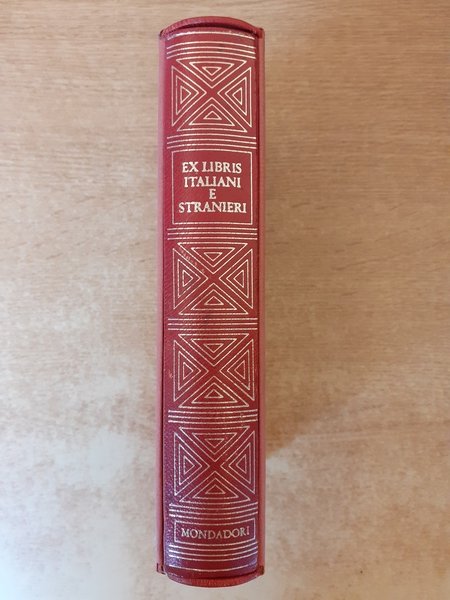 EX LIBRIS
ITALIANI
E
STRANIERI
MONDADORI